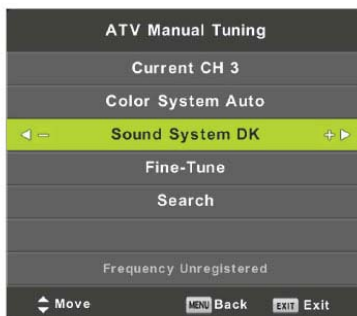 ATV Manual Tuning
Current CH 3
Color System Auto
− Sound System DK +
Fine-Tune
Search
Frequency Unregistered
Move MENU Back EXIT Exit